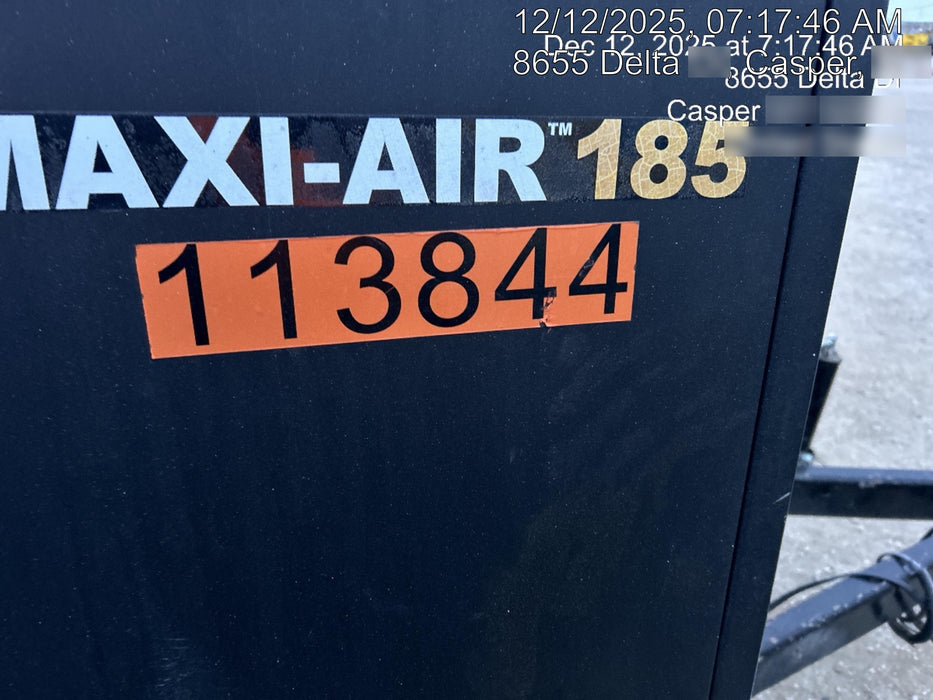 12/12/2025, 07:17:46 AM
Dec 12, 2025 at 7:17:46 AM
8655 Delta Casper,
8655 Delta Dr
Casper
MAXI-AIR™ 185
113844